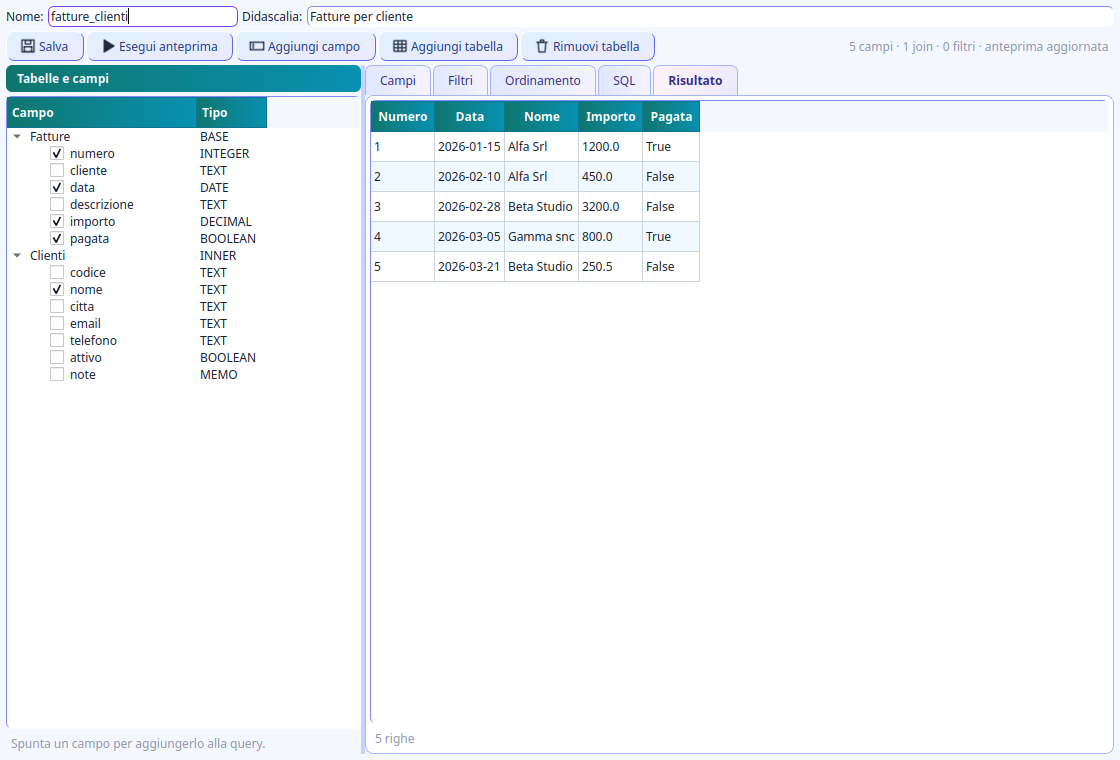 Nome: fatture_clienti Didascalia: Fatture per cliente
Salva Esegui anteprima Aggiungi campo Aggiungi tabella Rimuovi tabella 5 campi · 1 join · 0 filtri · anteprima aggiornata
Tabelle e campi
Campo Tipo
Fatture BASE
numero INTEGER
cliente TEXT
data DATE
descrizione TEXT
importo DECIMAL
pagata BOOLEAN
Clienti INNER
codice TEXT
nome TEXT
citta TEXT
email TEXT
telefono TEXT
attivo BOOLEAN
note MEMO
Spunta un campo per aggiungerlo alla query.
Campi Filtri Ordinamento SQL Risultato
Numero Data Nome Importo Pagata
1 2026-01-15 Alfa Srl 1200.0 True
2 2026-02-10 Alfa Srl 450.0 False
3 2026-02-28 Beta Studio 3200.0 False
4 2026-03-05 Gamma snc 800.0 True
5 2026-03-21 Beta Studio 250.5 False
5 righe